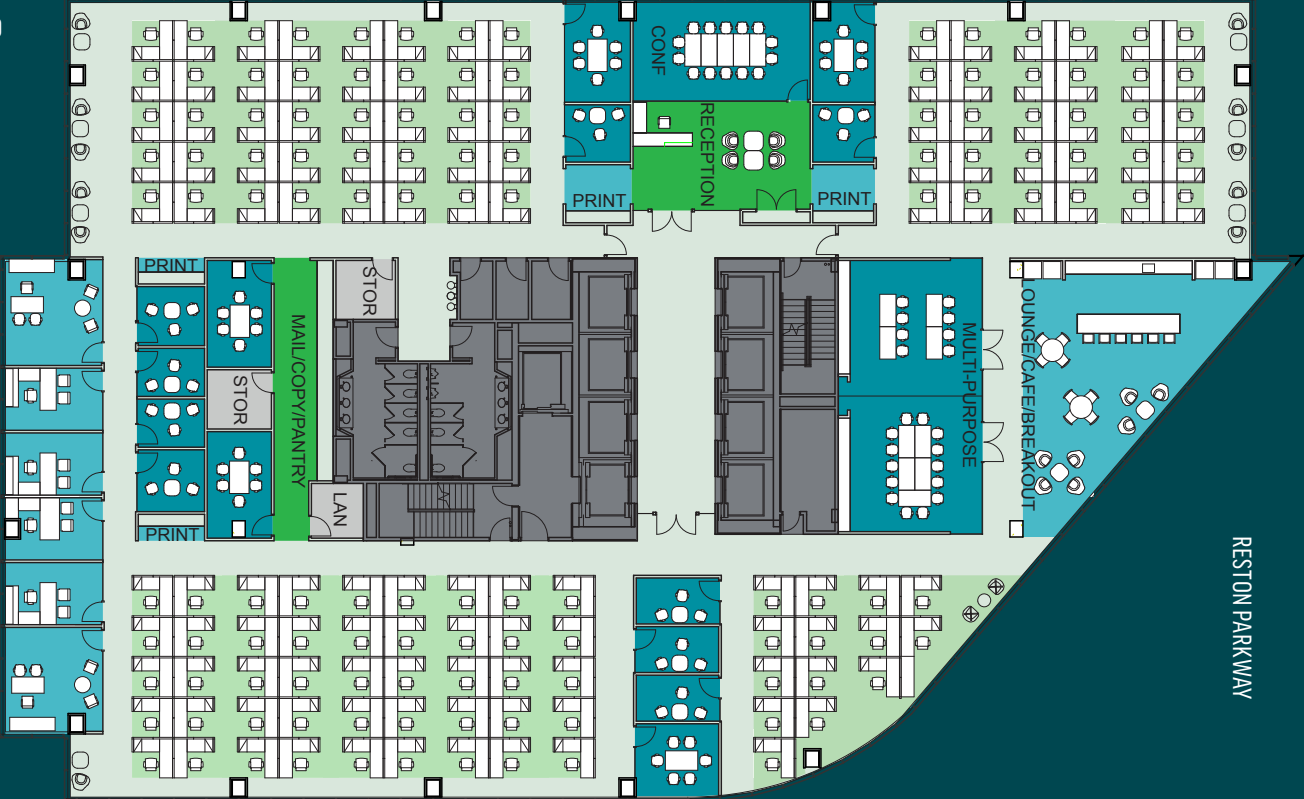 CONF
RECEPTION
PRINT
PRINT
PRINT
STOR
MAIL/COPY/PANTRY
STOR
LAN
PRINT
MULTI-PURPOSE
LOUNGE/CAFE/BREAKOUT
RESTON PARKWAY